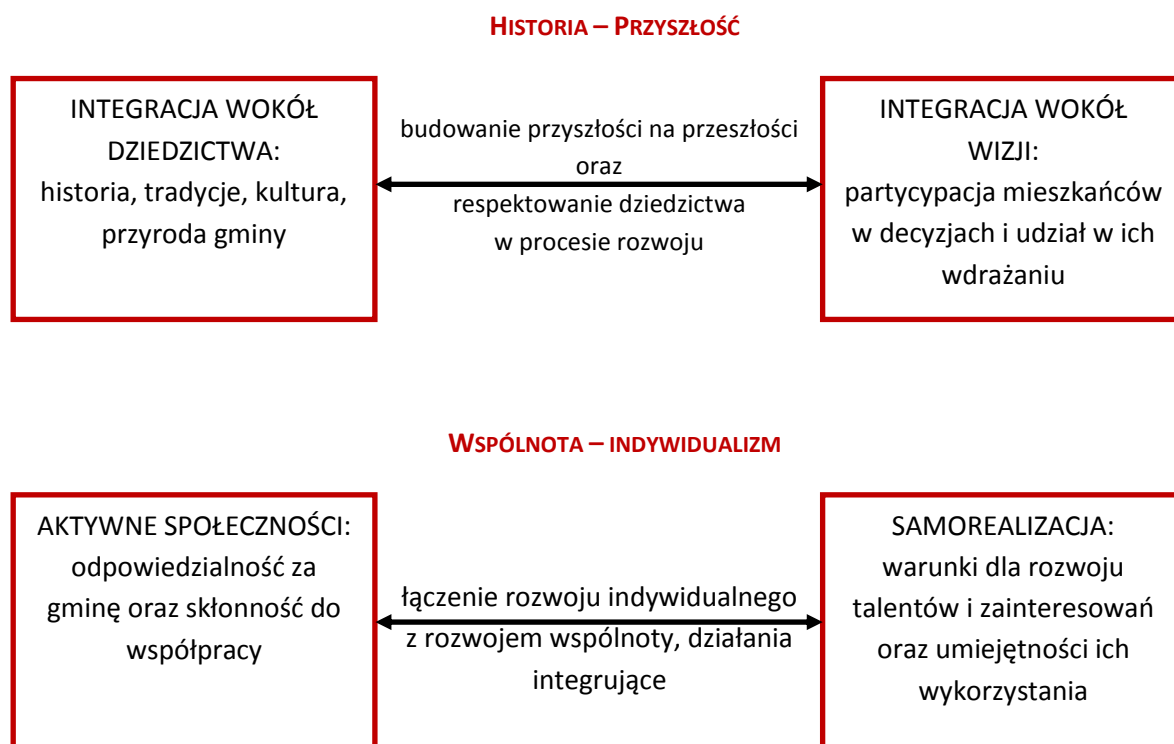 HISTORIA – PRZYSZŁOŚĆ
INTEGRACJA WOKÓŁ
DZIEDZICTWA:
historia, tradycje, kultura,
przyroda gminy
budowanie przyszłości na przeszłości
oraz
respektowanie dziedzictwa
w procesie rozwoju
INTEGRACJA WOKÓŁ
WIZJI:
partycypacja mieszkańców
w decyzjach i udział w ich
wdrażaniu
WSPÓLNOTA – INDYWIDUALIZM
AKTYWNE SPOŁECZNOŚCI:
odpowiedzialność za
gminę oraz skłonność do
współpracy
łączenie rozwoju indywidualnego
z rozwojem wspólnoty, działania
integrujące
SAMOREALIZACJA:
warunki dla rozwoju
talentów i zainteresowań
oraz umiejętności ich
wykorzystania